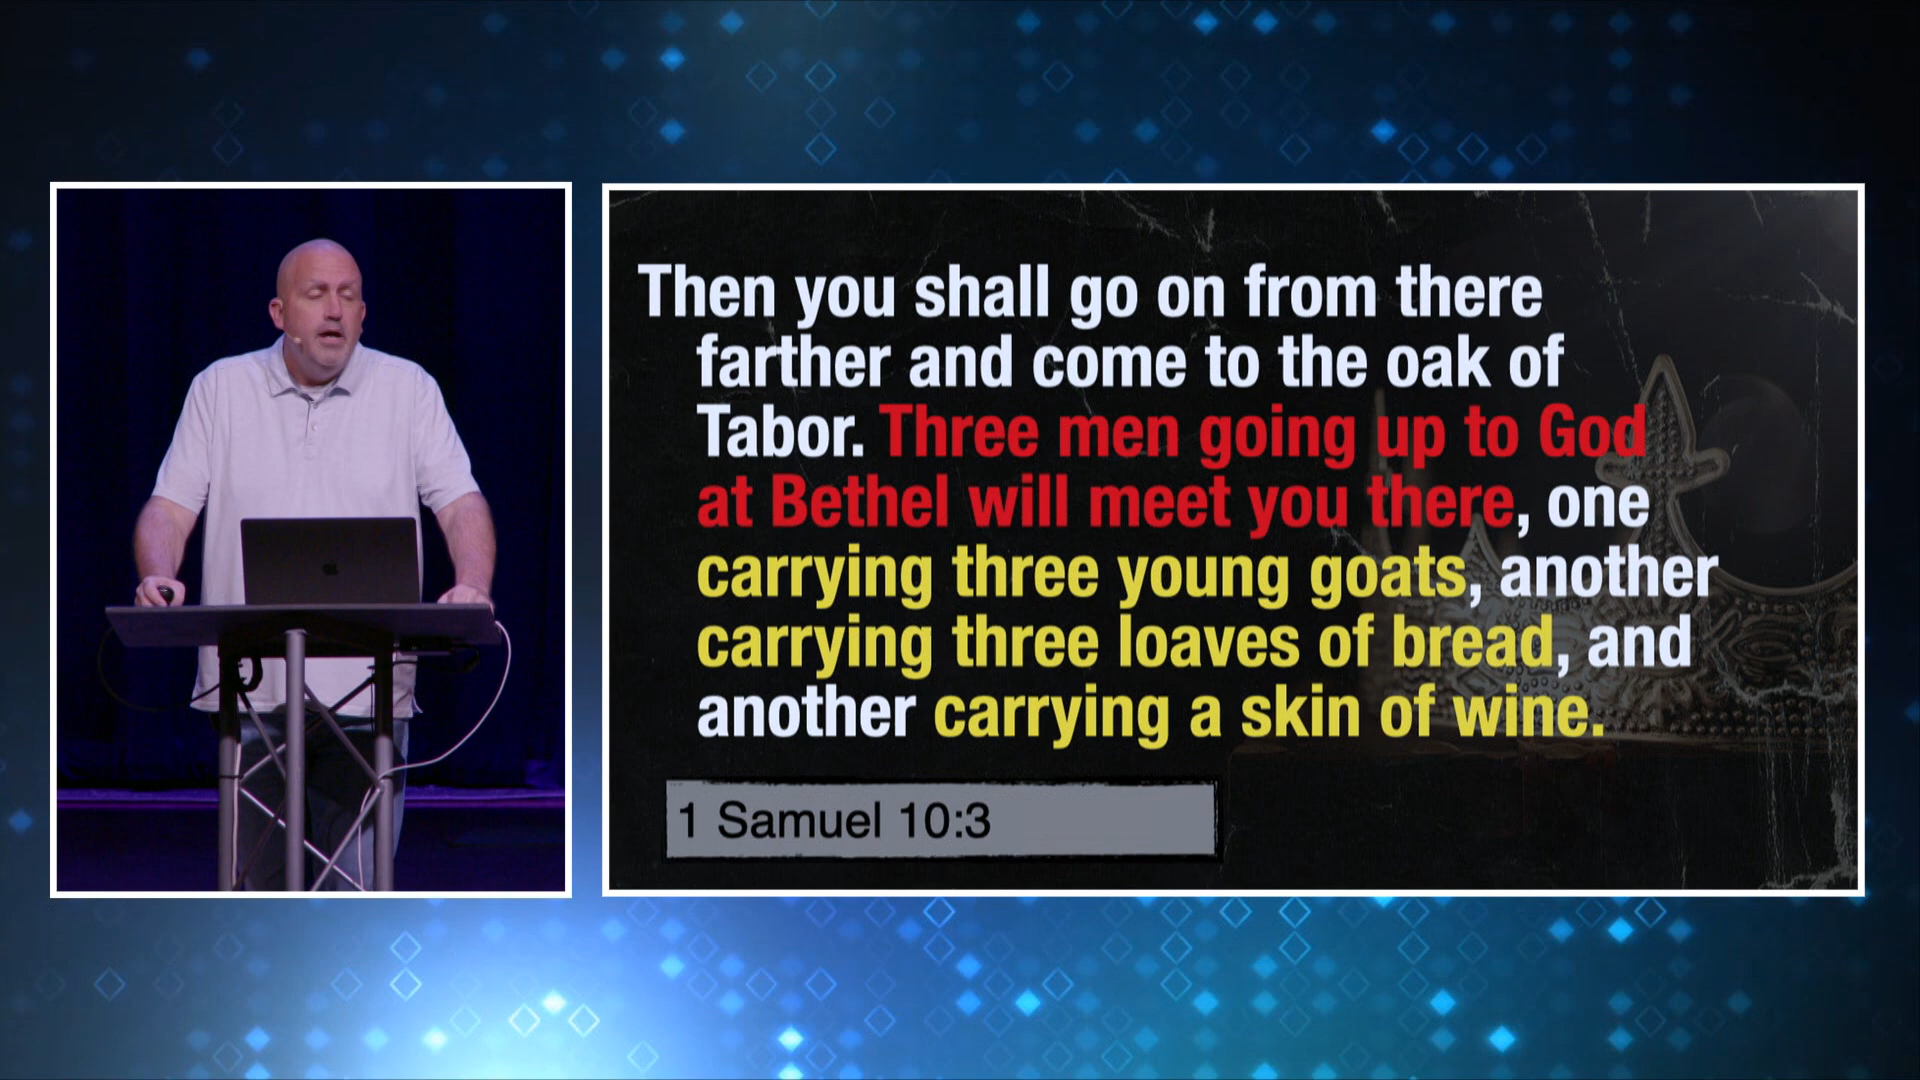 Then you shall go on from there
farther and come to the oak of
Tabor. Three men going up to God
at Bethel will meet you there, one
carrying three young goats, another
carrying three loaves of bread, and
another carrying a skin of wine.
1 Samuel 10:3